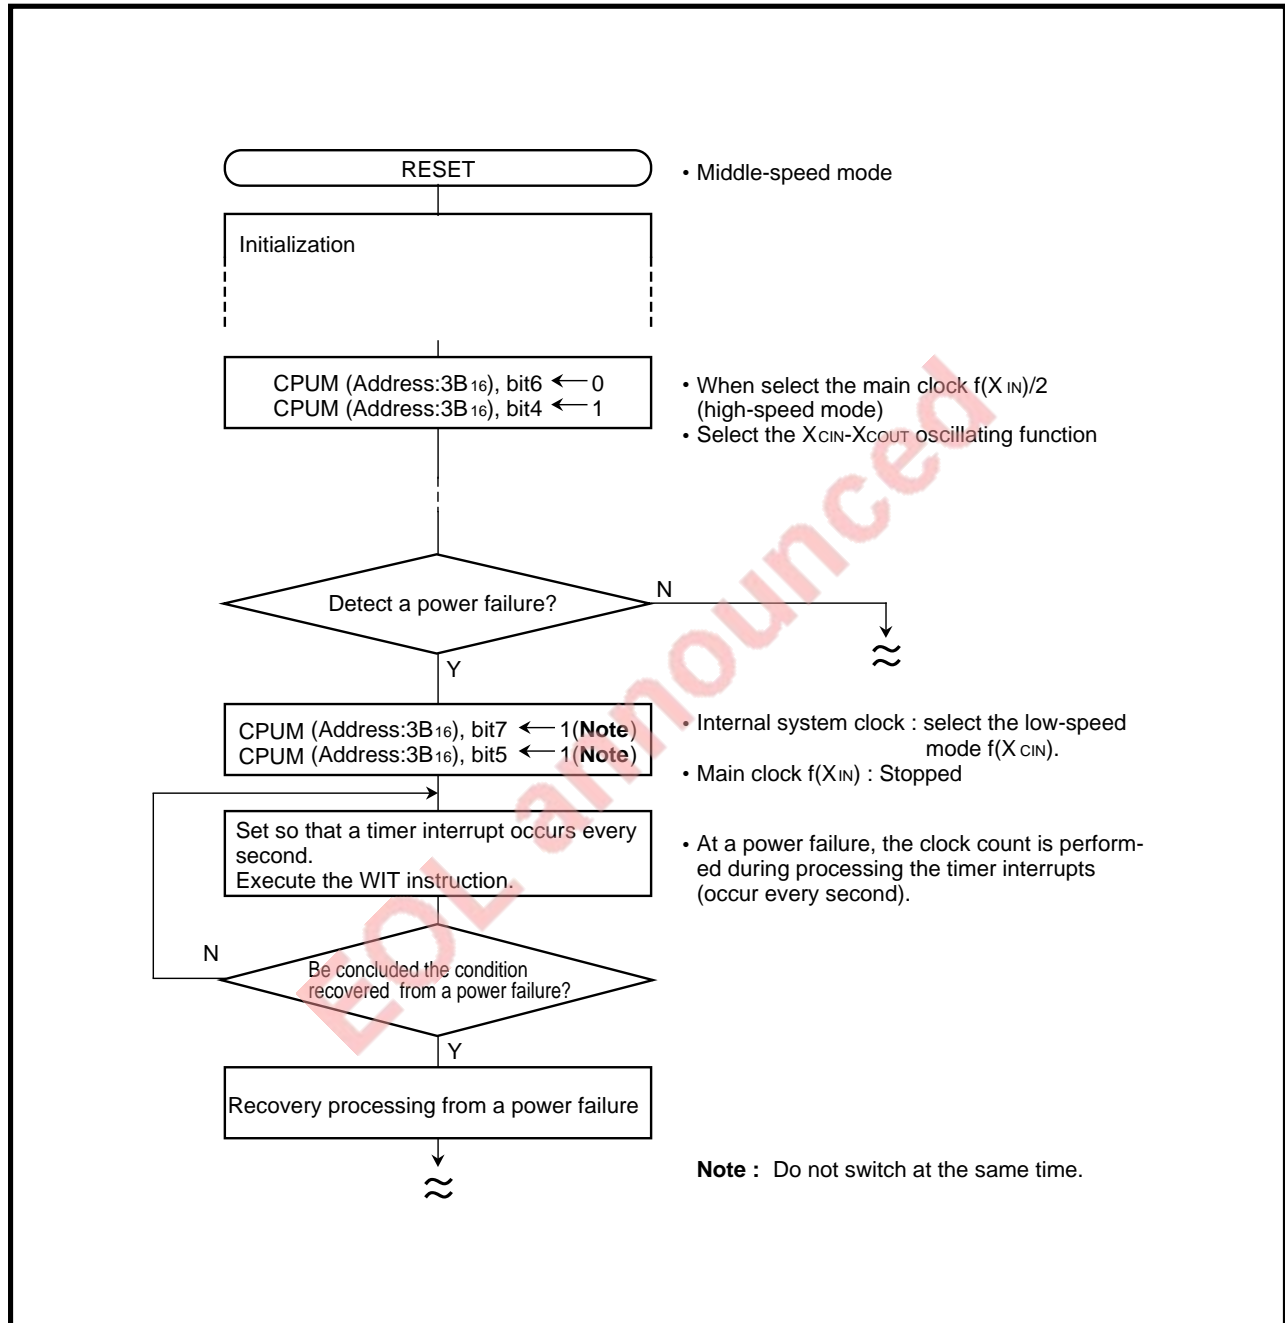 RESET
• Middle-speed mode
Initialization
CPUM (Address:3B16), bit6 ← 0
CPUM (Address:3B16), bit4 ← 1
• When select the main clock f(XIN)/2
(high-speed mode)
• Select the XCIN-XCOUT oscillating function
Detect a power failure?
N
Y
CPUM (Address:3B16), bit7 ← 1(Note)
CPUM (Address:3B16), bit5 ← 1(Note)
• Internal system clock : select the low-speed
mode f(XCIN).
• Main clock f(XIN) : Stopped
Set so that a timer interrupt occurs every
second.
Execute the WIT instruction.
• At a power failure, the clock count is perform-
ed during processing the timer interrupts
(occur every second).
N
Be concluded the condition
recovered from a power failure?
Y
Recovery processing from a power failure
Note : Do not switch at the same time.
EOL announced